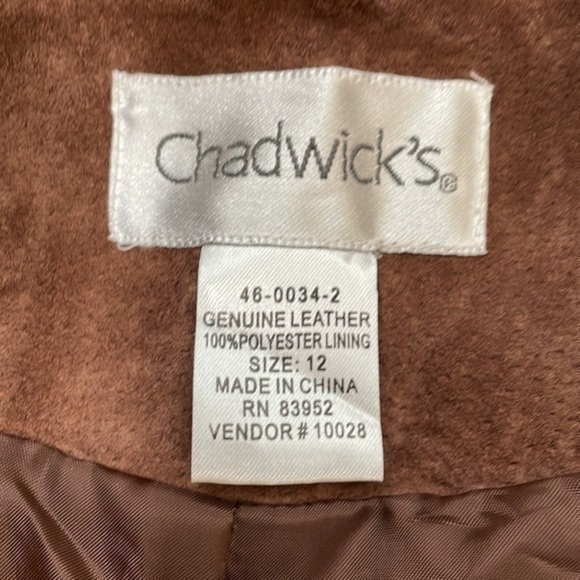 Chadwick's®
46-0034-2
GENUINE LEATHER
100%POLYESTER LINING
SIZE: 12
MADE IN CHINA
RN 83952
VENDOR # 10028